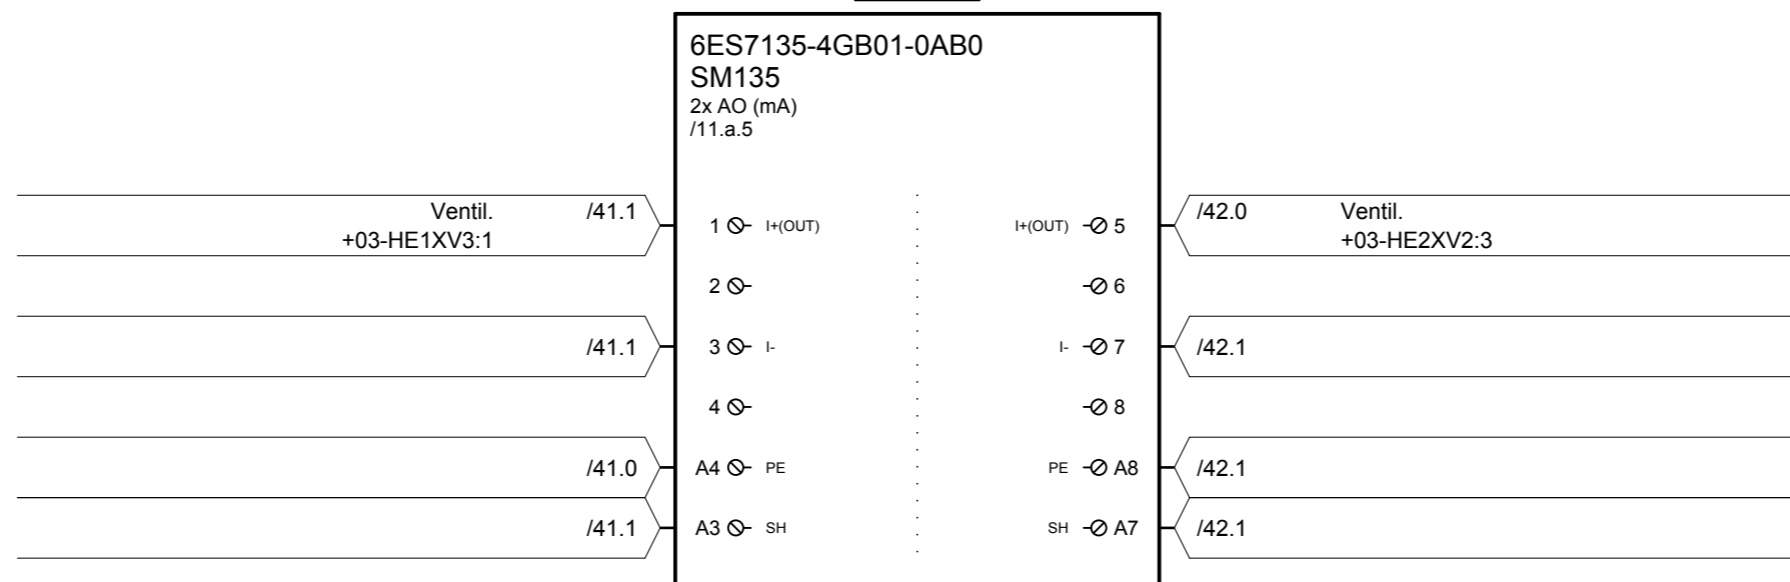 6ES7135-4GB01-0AB0
SM135
2x AO (mA)
/11.a.5
Ventil. /41.1 1 I+(OUT) I+(OUT) 5 /42.0 Ventil.
+03-HE1XV3:1 +03-HE2XV2:3
2 6
/41.1 3 I- I- 7 /42.1
4 8
/41.0 A4 PE PE A8 /42.1
/41.1 A3 SH SH A7 /42.1